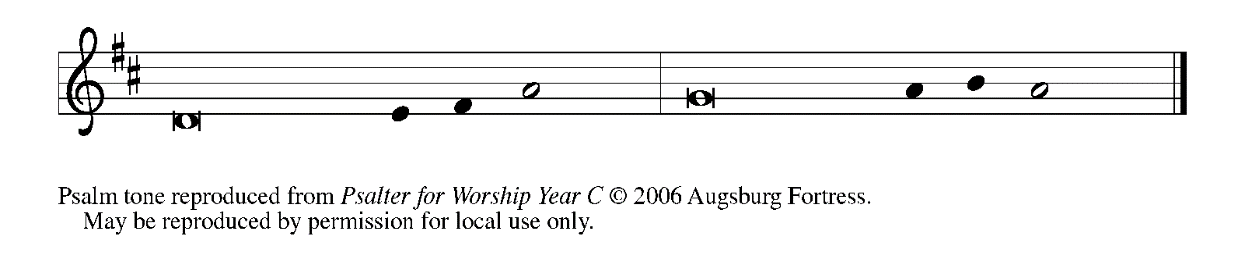 Psalm tone reproduced from Psalter for Worship Year C © 2006 Augsburg Fortress.
May be reproduced by permission for local use only.